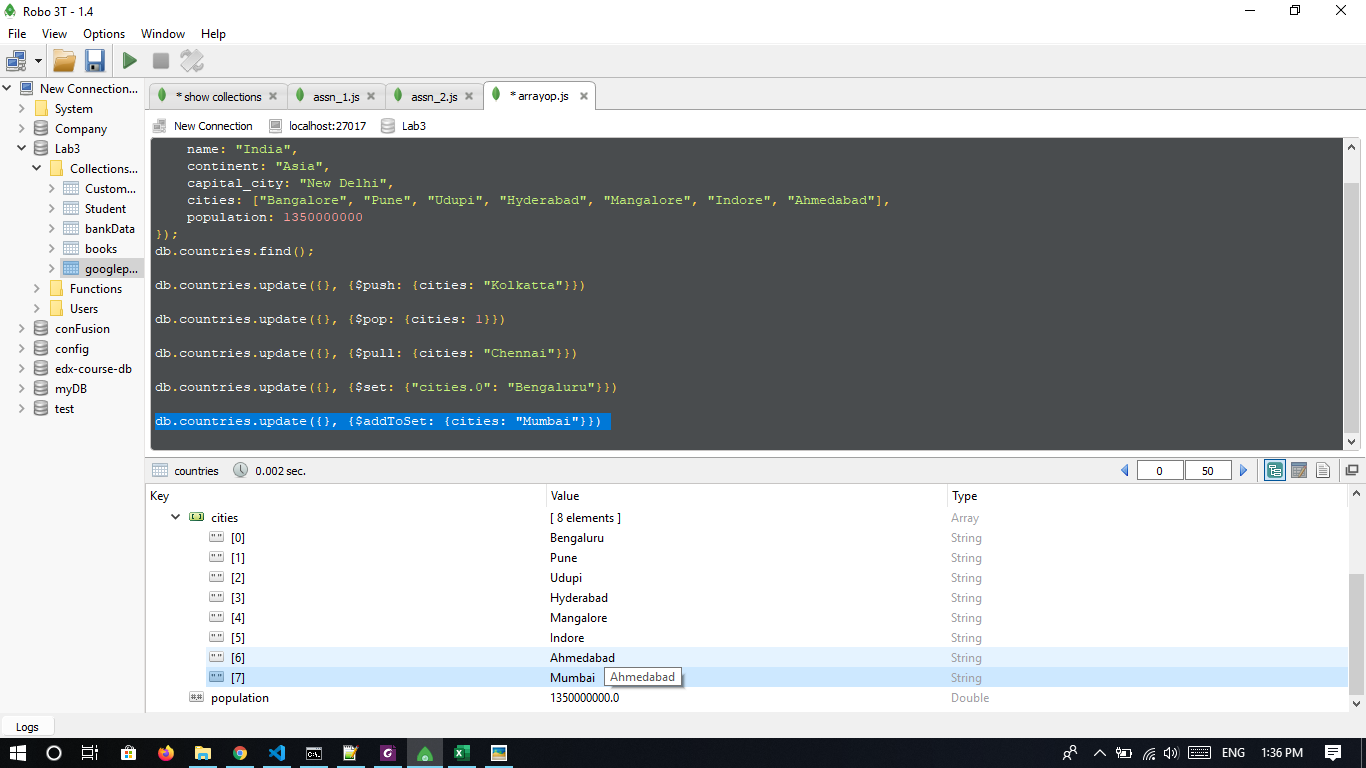 Robo 3T - 1.4
File View Options Window Help
New Connection...
System
Company
Lab3
Collections...
Custom...
Student
bankData
books
googlep...
Functions
Users
conFusion
config
edx-course-db
myDB
test
* show collections
assn_1.js
assn_2.js
* arrayop.js
New Connection localhost:27017 Lab3
name: "India",
continent: "Asia",
capital_city: "New Delhi",
cities: ["Bangalore", "Pune", "Udupi", "Hyderabad", "Mangalore", "Indore", "Ahmedabad"],
population: 1350000000
});
db.countries.find();
db.countries.update({}, {$push: {cities: "Kolkatta"}})
db.countries.update({}, {$pop: {cities: 1}})
db.countries.update({}, {$pull: {cities: "Chennai"}})
db.countries.update({}, {$set: {"cities.0": "Bengaluru"}})
db.countries.update({}, {$addToSet: {cities: "Mumbai"}})
countries 0.002 sec. 0 50
Key Value Type
cities [ 8 elements ] Array
[0] Bengaluru String
[1] Pune String
[2] Udupi String
[3] Hyderabad String
[4] Mangalore String
[5] Indore String
[6] Ahmedabad String
[7] Mumbai String
Ahmedabad
population 1350000000.0 Double
Logs
ENG 1:36 PM